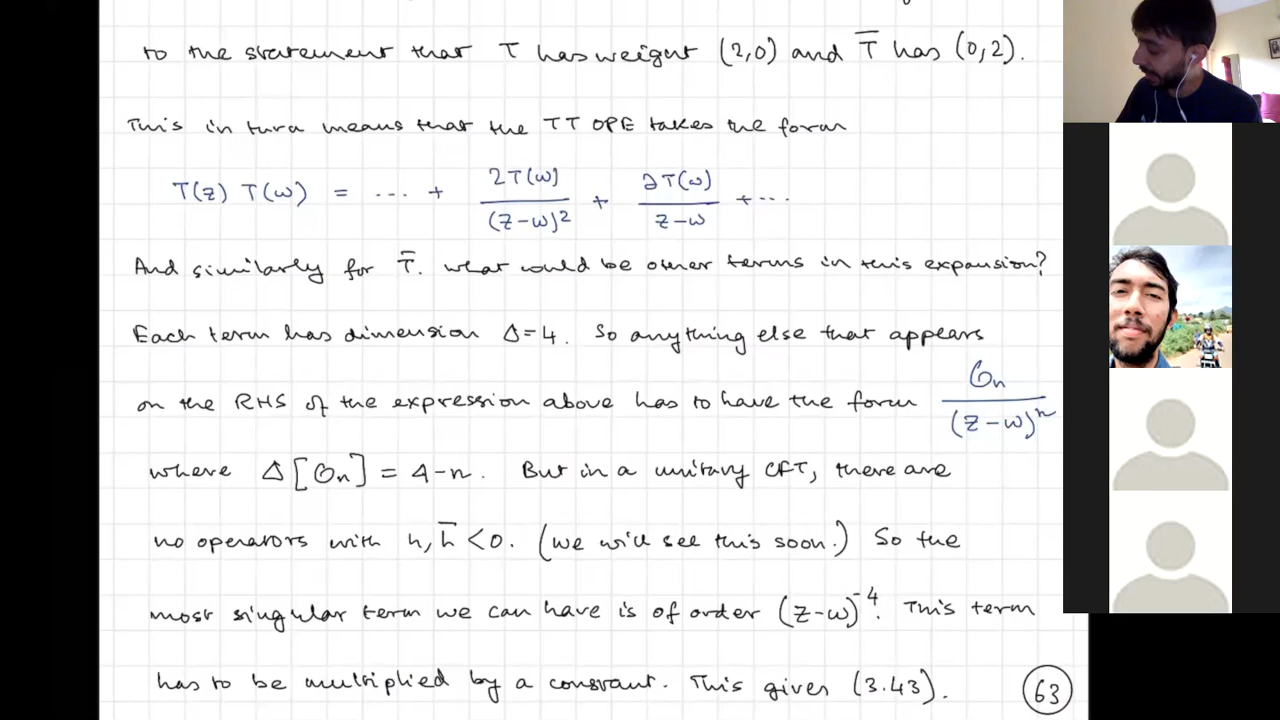 to the statement that T has weight (2,0) and T̅ has (0,2).
This in turn means that the TT OPE takes the form
T(z) T(ω) = ... + 2T(ω)/(z-ω)² + ∂T(ω)/z-ω + ...
And similarly for T̅. What would be other terms in this expansion?
Each term has dimension Δ=4. So anything else that appears
on the RHS of the expression above has to have the form 𝒪n/(z-ω)ⁿ
where Δ[𝒪n] = 4-n. But in a unitary CFT, there are
no operators with h, h̅ <0. (we will see this soon.) So the
most singular term we can have is of order (z-ω)⁻⁴. This term
has to be multiplied by a constant. This gives (3.43).
63